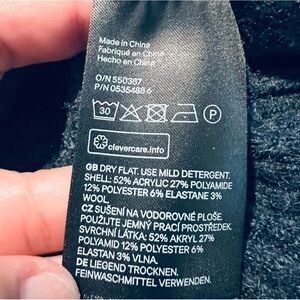 Made in China
Fabriqué en China
Hecho en China
O/N 550387
P/N 0535488 6
30
P
clevercare.info
GB DRY FLAT. USE MILD DETERGENT.
SHELL: 52% ACRYLIC 27% POLYAMIDE
12% POLYESTER 6% ELASTANE 3%
WOOL.
CZ SUŠENÍ NA VODOROVNÉ PLOŠE.
POUŽIJTE JEMNÝ PRACÍ PROSTŘEDEK.
SVRCHNÍ LÁTKA: 52% AKRYL 27%
POLYAMID 12% POLYESTER 6%
ELASTAN 3% VLNA.
DE LIEGEND TROCKNEN.
FEINWASCHMITTEL VERWENDEN.